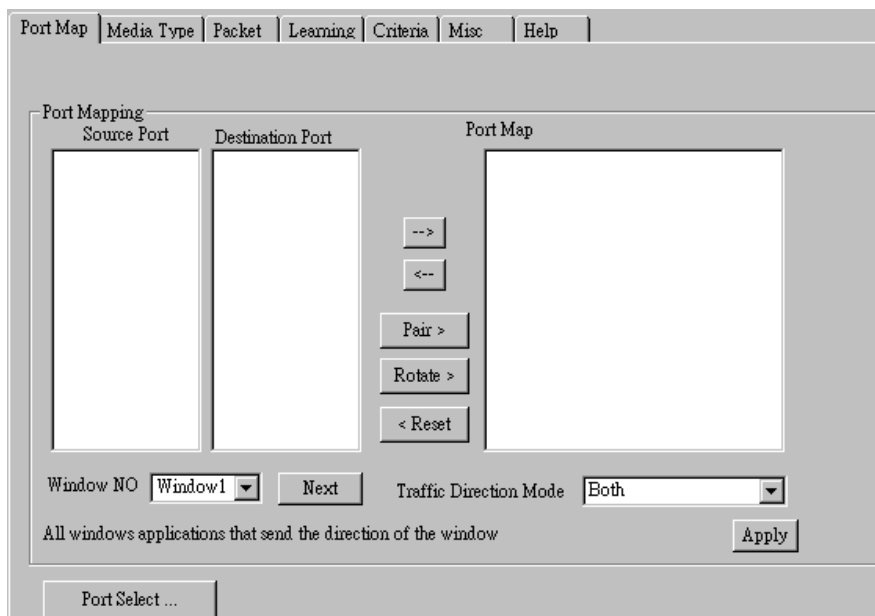 Port Map Media Type Packet Learning Criteria Misc Help
Port Mapping
Source Port Destination Port Port Map
-->
<--
Pair >
Rotate >
< Reset
Window NO Window1 Next Traffic Direction Mode Both
All windows applications that send the direction of the window Apply
Port Select ...